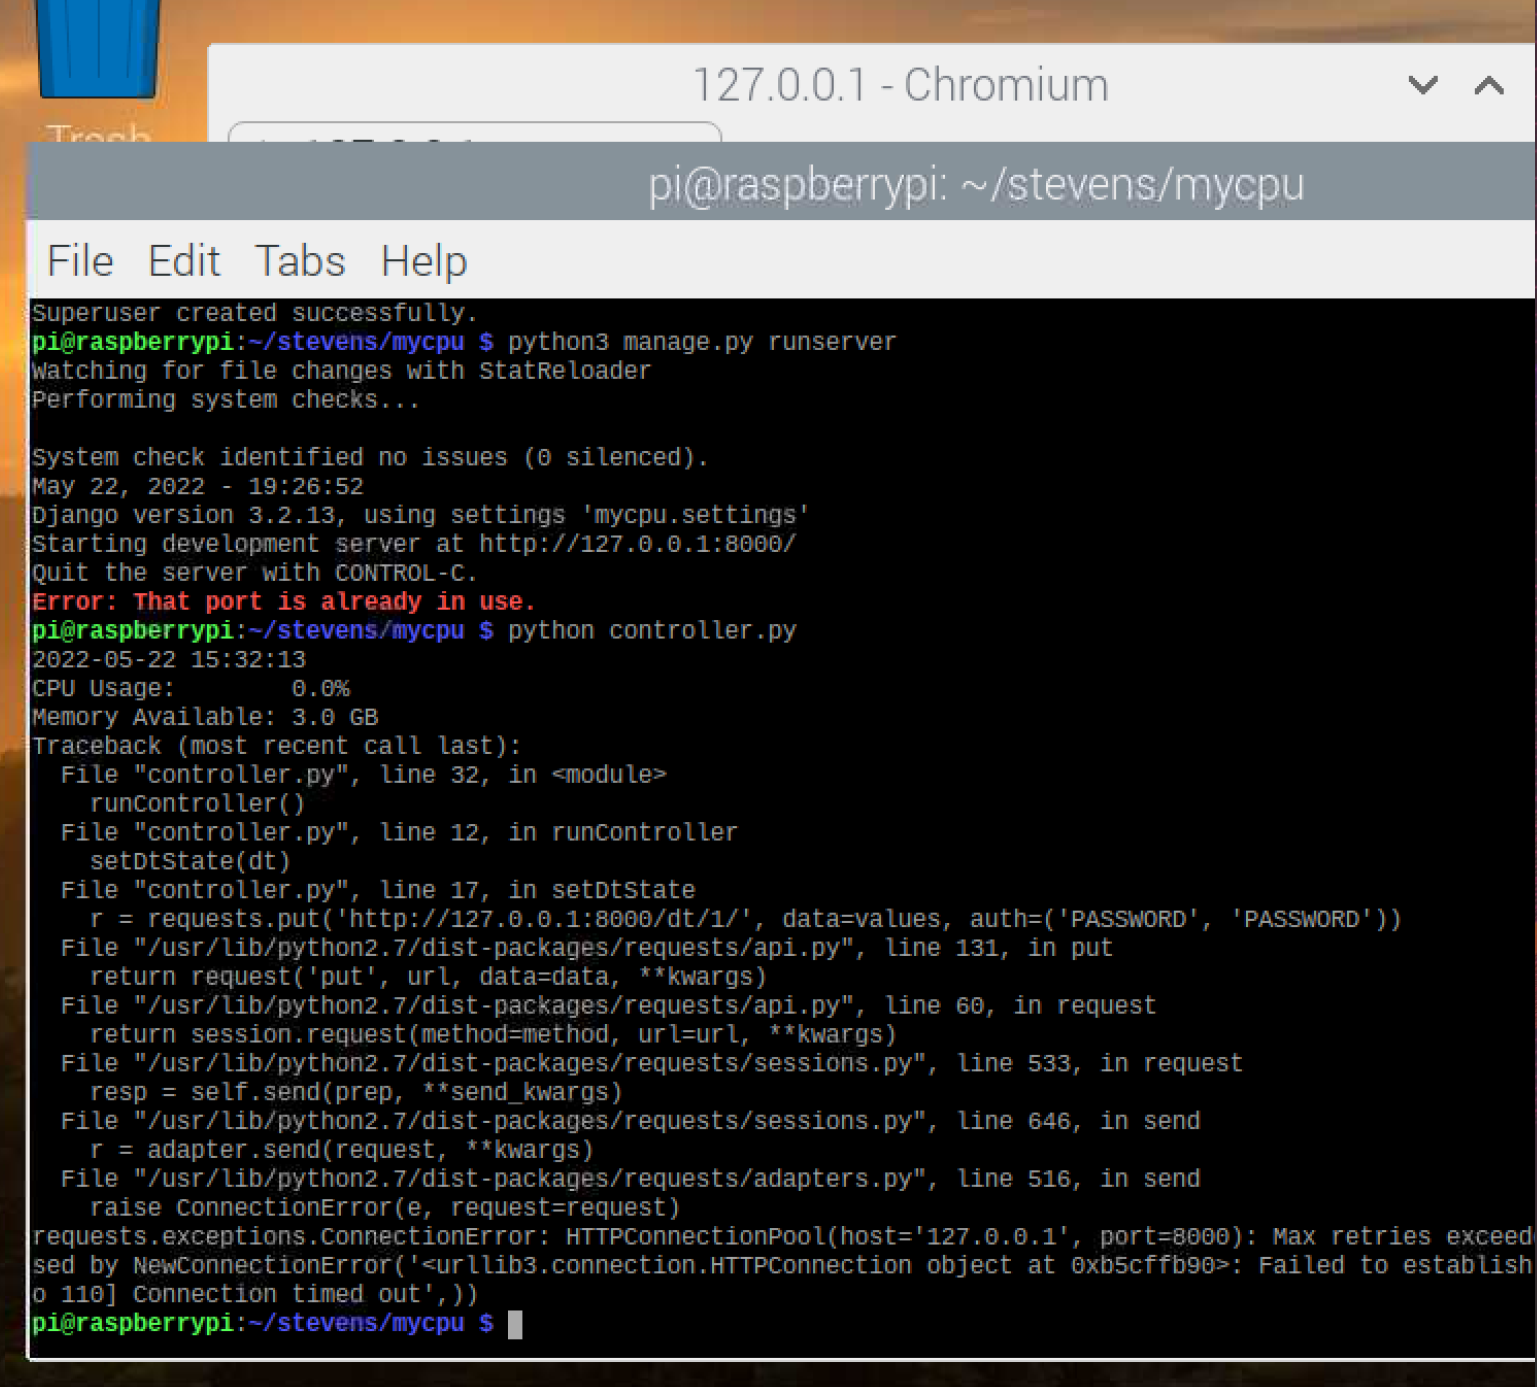 Trash
127.0.0.1 - Chromium
127.0.0.1
pi@raspberrypi: ~/stevens/mycpu
File Edit Tabs Help
Superuser created successfully.
pi@raspberrypi:~/stevens/mycpu $ python3 manage.py runserver
Watching for file changes with StatReloader
Performing system checks...
System check identified no issues (0 silenced).
May 22, 2022 - 19:26:52
Django version 3.2.13, using settings 'mycpu.settings'
Starting development server at http://127.0.0.1:8000/
Quit the server with CONTROL-C.
Error: That port is already in use.
pi@raspberrypi:~/stevens/mycpu $ python controller.py
2022-05-22 15:32:13
CPU Usage:        0.0%
Memory Available: 3.0 GB
Traceback (most recent call last):
  File "controller.py", line 32, in <module>
    runController()
  File "controller.py", line 12, in runController
    setDtState(dt)
  File "controller.py", line 17, in setDtState
    r = requests.put('http://127.0.0.1:8000/dt/1/', data=values, auth=('PASSWORD', 'PASSWORD'))
  File "/usr/lib/python2.7/dist-packages/requests/api.py", line 131, in put
    return request('put', url, data=data, **kwargs)
  File "/usr/lib/python2.7/dist-packages/requests/api.py", line 60, in request
    return session.request(method=method, url=url, **kwargs)
  File "/usr/lib/python2.7/dist-packages/requests/sessions.py", line 533, in request
    resp = self.send(prep, **send_kwargs)
  File "/usr/lib/python2.7/dist-packages/requests/sessions.py", line 646, in send
    r = adapter.send(request, **kwargs)
  File "/usr/lib/python2.7/dist-packages/requests/adapters.py", line 516, in send
    raise ConnectionError(e, request=request)
requests.exceptions.ConnectionError: HTTPConnectionPool(host='127.0.0.1', port=8000): Max retries exceed
sed by NewConnectionError('<urllib3.connection.HTTPConnection object at 0xb5cffb90>: Failed to establish
o 110] Connection timed out',))
pi@raspberrypi:~/stevens/mycpu $